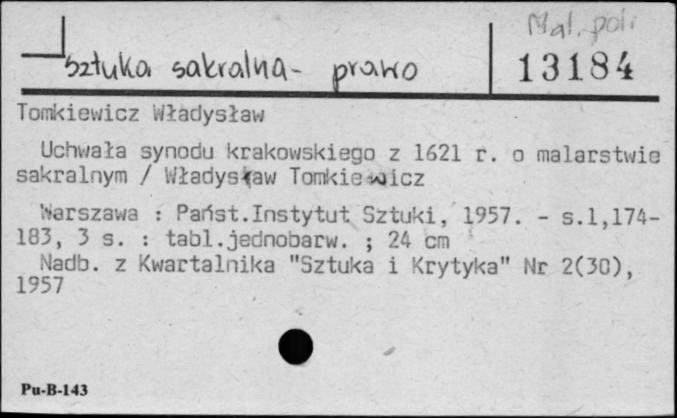 Mal. pol.
sztuka sakralna - prawo
13184
Tomkiewicz Władysław
Uchwała synodu krakowskiego z 1621 r. o malarstwie
sakralnym / Władysław Tomkiewicz
Warszawa : Państ.Instytut Sztuki, 1957. - s.1,174-
183, 3 s. : tabl.jednobarw. ; 24 cm
Nadb. z Kwartalnika "Sztuka i Krytyka" Nr 2(30),
1957
Pu-B-143